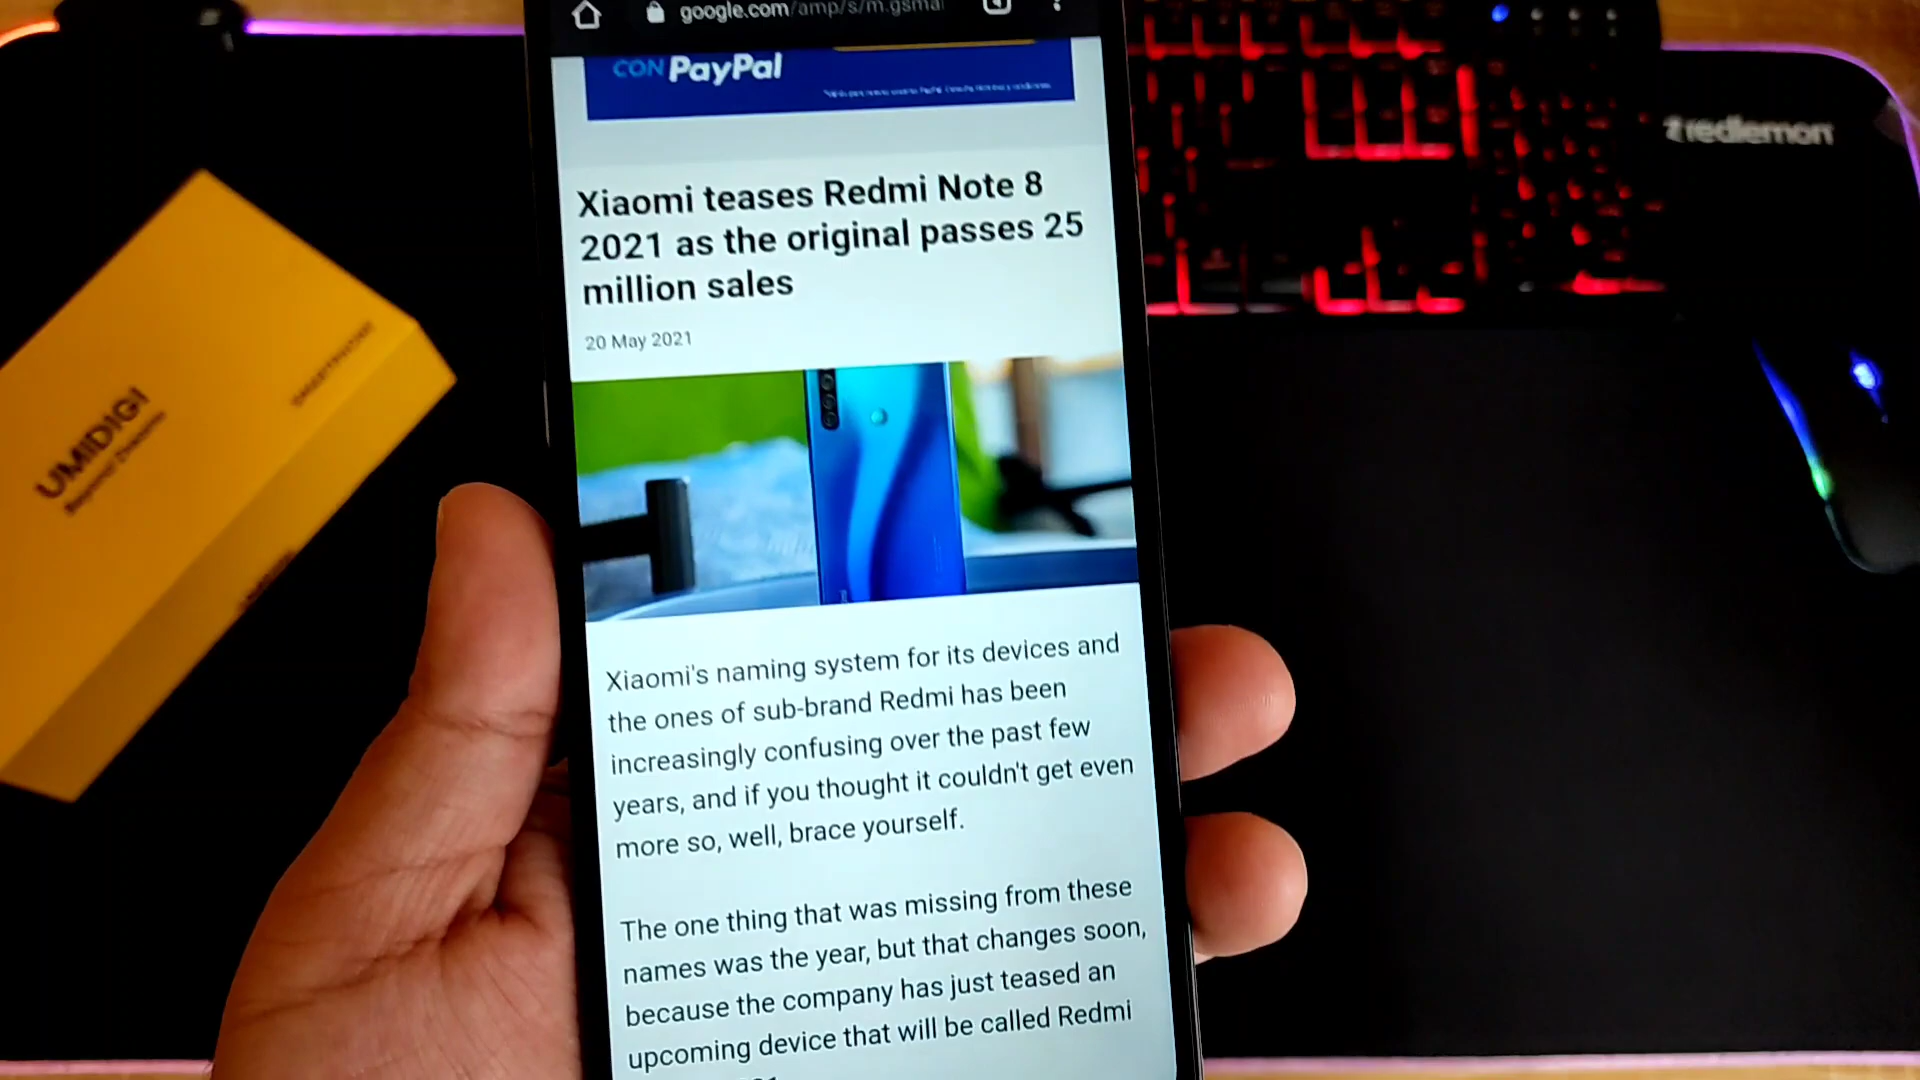 google.com/amp/s/m.gsma
CON PayPal
Xiaomi teases Redmi Note 8
2021 as the original passes 25
million sales
20 May 2021
Xiaomi's naming system for its devices and
the ones of sub-brand Redmi has been
increasingly confusing over the past few
years, and if you thought it couldn't get even
more so, well, brace yourself.
The one thing that was missing from these
names was the year, but that changes soon,
because the company has just teased an
upcoming device that will be called Redmi
UMIDIGI
Beyond Dreams
SMARTPHONE
redlemon